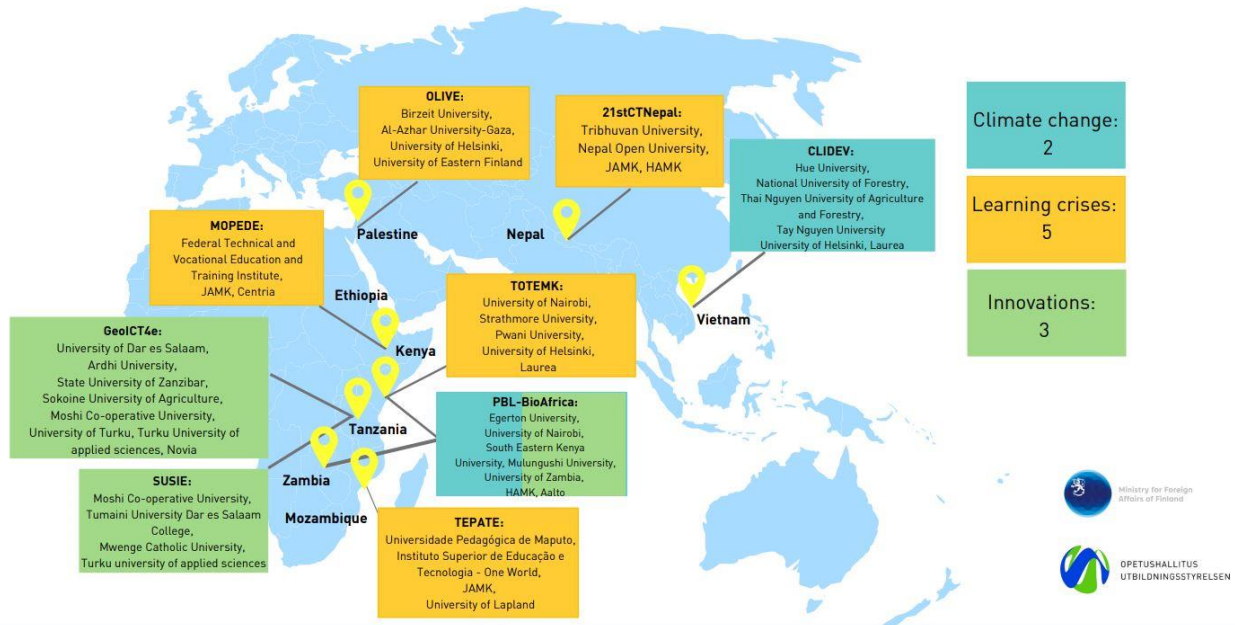 OLIVE:
Birzeit University,
Al-Azhar University-Gaza,
University of Helsinki,
University of Eastern Finland
21stCTNepal:
Tribhuvan University,
Nepal Open University,
JAMK, HAMK
CLIDEV:
Hue University,
National University of Forestry,
Thai Nguyen University of Agriculture
and Forestry,
Tay Nguyen University
University of Helsinki, Laurea
Climate change:
2
Learning crises:
5
Innovations:
3
Palestine
Nepal
Vietnam
MOPEDE:
Federal Technical and
Vocational Education and
Training Institute,
JAMK, Centria
Ethiopia
Kenya
TOTEMK:
University of Nairobi,
Strathmore University,
Pwani University,
University of Helsinki,
Laurea
GeoICT4e:
University of Dar es Salaam,
Ardhi University,
State University of Zanzibar,
Sokoine University of Agriculture,
Moshi Co-operative University,
University of Turku, Turku University of
applied sciences, Novia
Tanzania
PBL-BioAfrica:
Egerton University,
University of Nairobi,
South Eastern Kenya
University, Mulungushi University,
University of Zambia,
HAMK, Aalto
SUSIE:
Moshi Co-operative University,
Tumaini University Dar es Salaam
College,
Mwenge Catholic University,
Turku university of applied sciences
Zambia
Mozambique
TEPATE:
Universidade Pedagógica de Maputo,
Instituto Superior de Educação e
Tecnologia - One World,
JAMK,
University of Lapland
Ministry for Foreign
Affairs of Finland
OPETUSHALLITUS
UTBILDNINGSSTYRELSEN